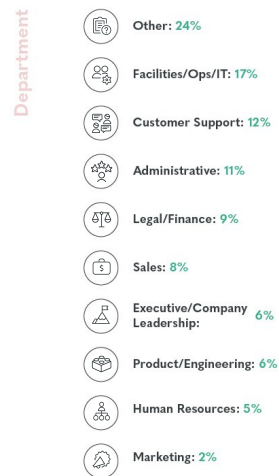 Department
Other: 24%
Facilities/Ops/IT: 17%
Customer Support: 12%
Administrative: 11%
Legal/Finance: 9%
Sales: 8%
Executive/Company
Leadership: 6%
Product/Engineering: 6%
Human Resources: 5%
Marketing: 2%